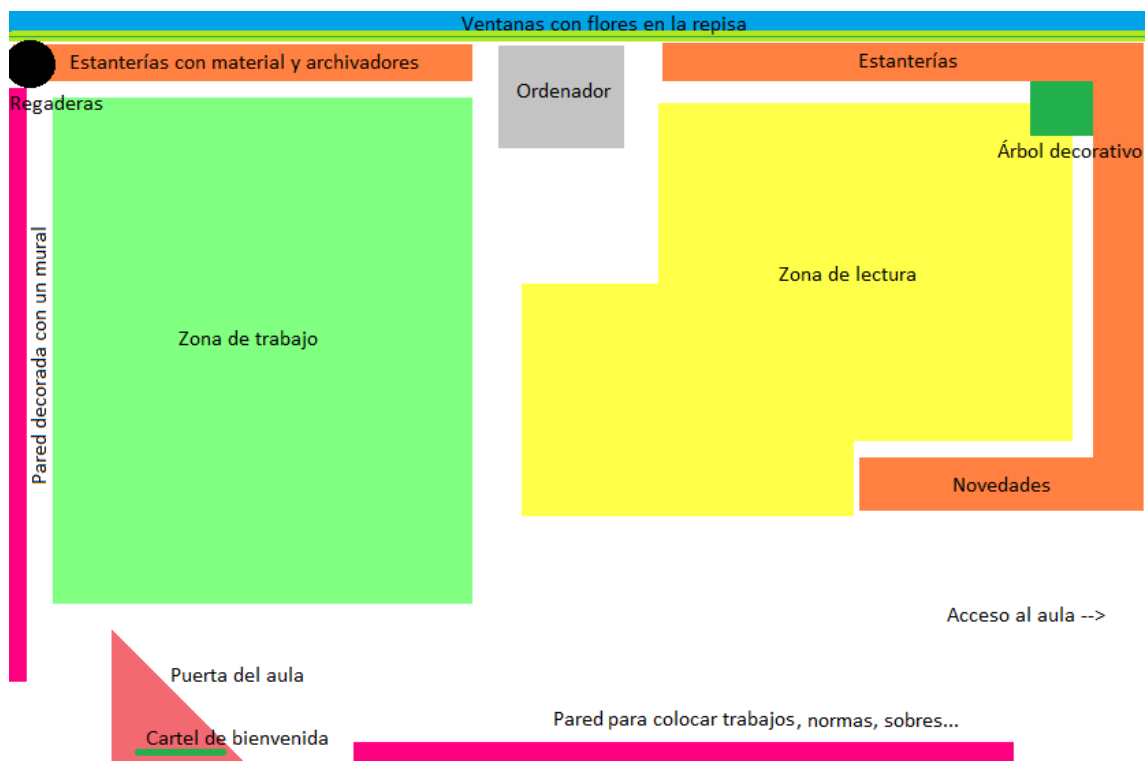 Ventanas con flores en la repisa
Estanterías con material y archivadores
Estanterías
Ordenador
Regaderas
Árbol decorativo
Pared decorada con un mural
Zona de lectura
Zona de trabajo
Novedades
Acceso al aula -->
Puerta del aula
Pared para colocar trabajos, normas, sobres...
Cartel de bienvenida